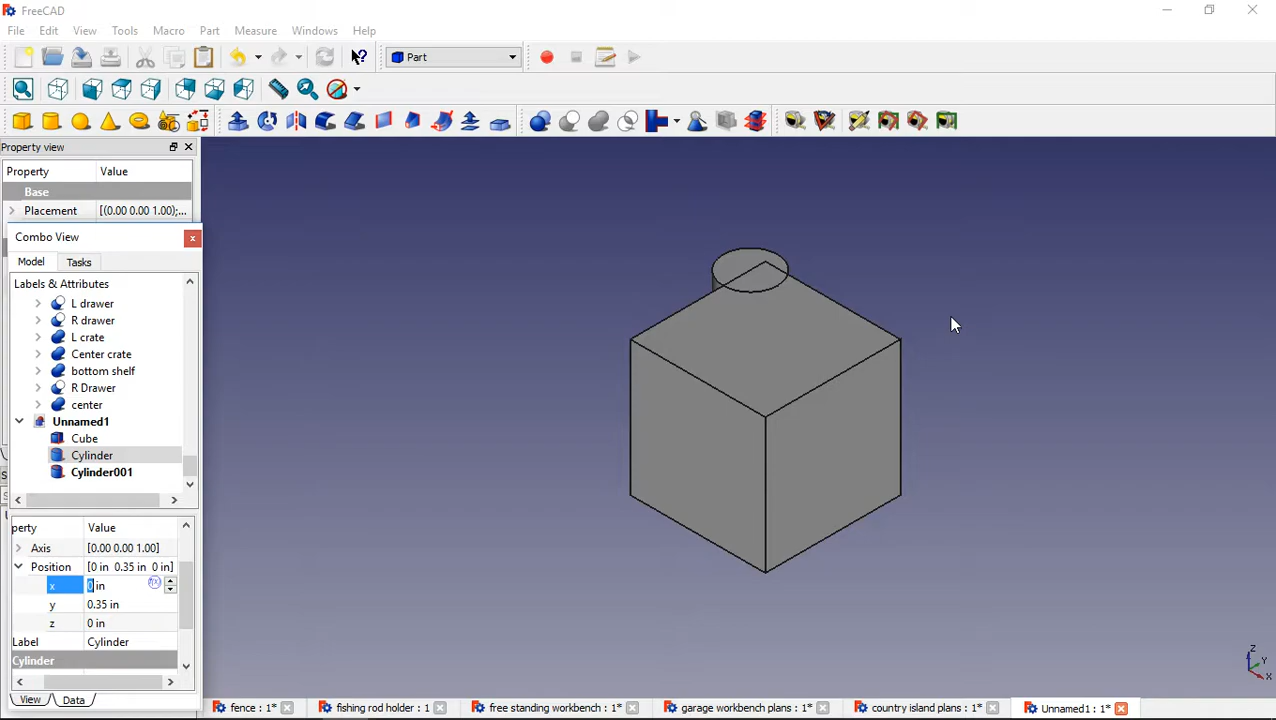 FreeCAD
File Edit View Tools Macro Part Measure Windows Help
Part
Property view
Property Value
Base
Placement [(0.00 0.00 1.00);...
Combo View
Model Tasks
Labels & Attributes
L drawer
R drawer
L crate
Center crate
bottom shelf
R Drawer
center
Unnamed1
Cube
Cylinder
Cylinder001
perty Value
Axis [0.00 0.00 1.00]
Position [0 in 0.35 in 0 in]
x 0 in
y 0.35 in
z 0 in
Label Cylinder
Cylinder
View Data
fence : 1* fishing rod holder : 1 free standing workbench : 1* garage workbench plans : 1* country island plans : 1* Unnamed1 : 1*
Z
Y
X